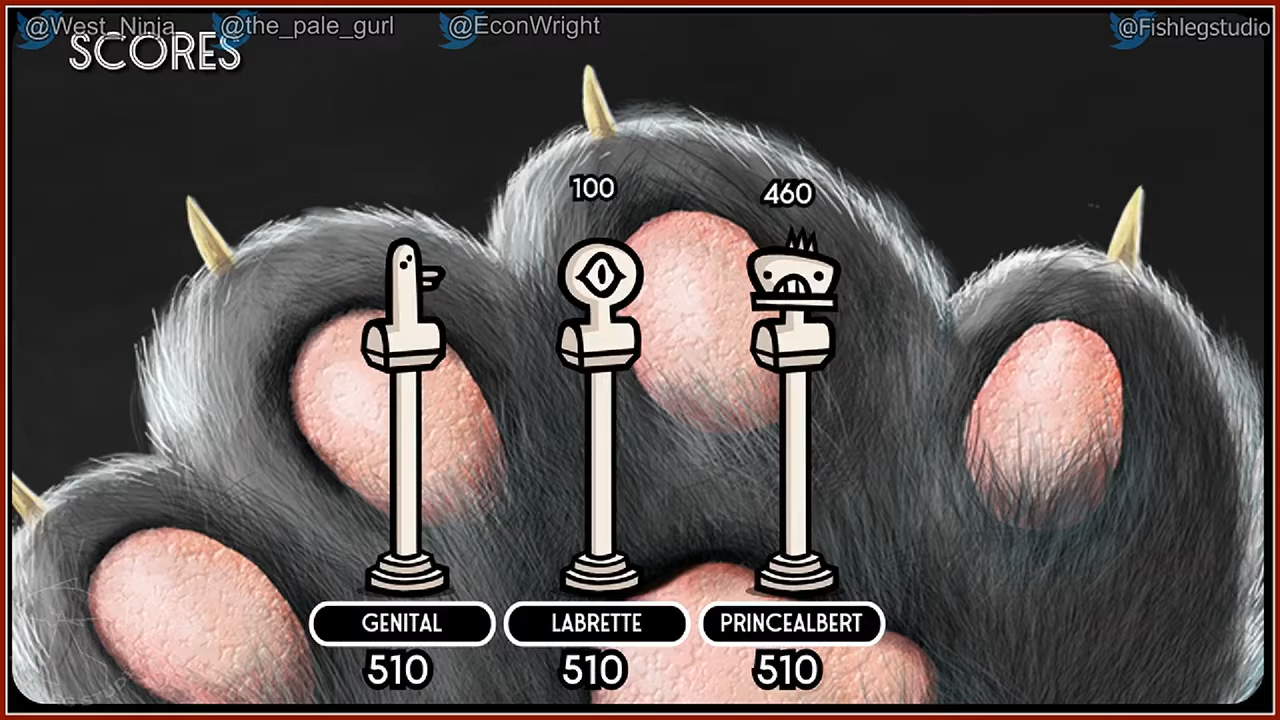 @West_Ninja @the_pale_gurl @EconWright @Fishlegstudio
SCORES
100 460
GENITAL LABRETTE PRINCEALBERT
510 510 510